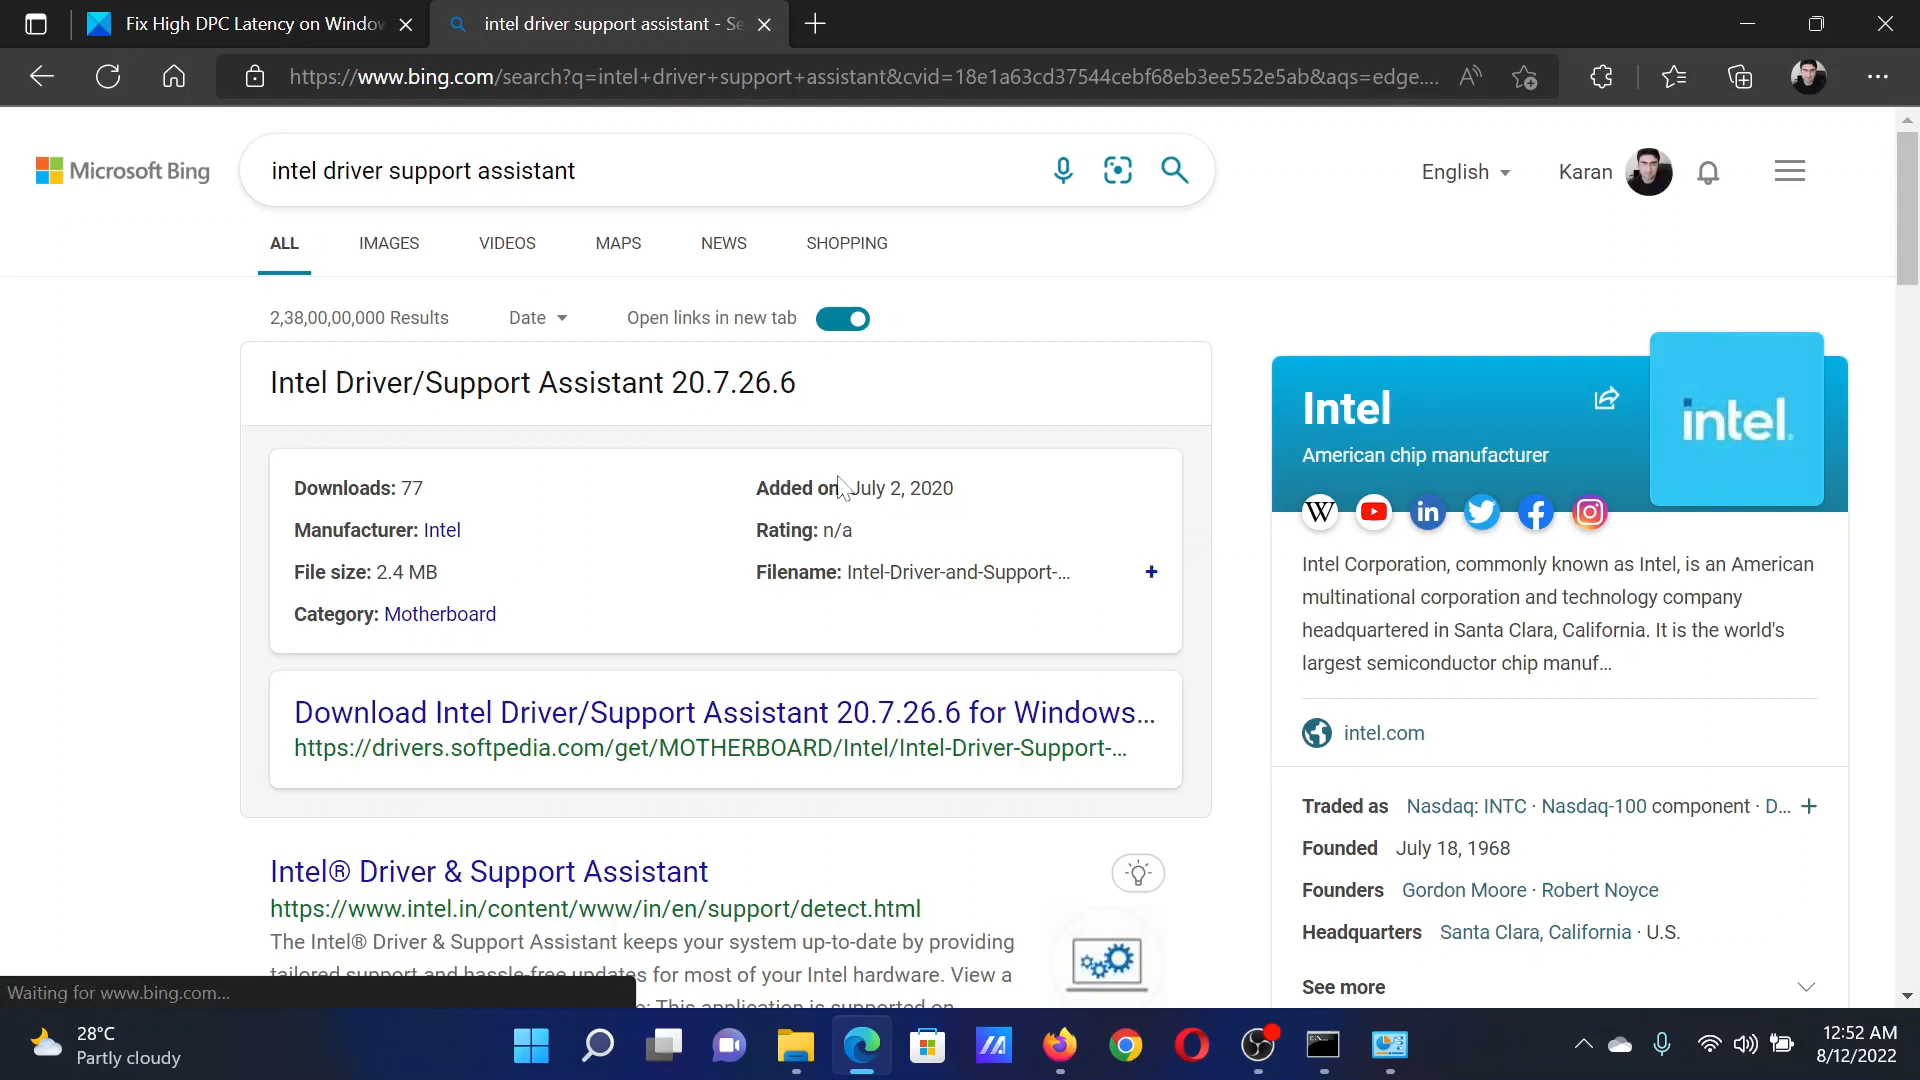 Fix High DPC Latency on Window
intel driver support assistant - Se
https://www.bing.com/search?q=intel+driver+support+assistant&cvid=18e1a63cd37544cebf68eb3ee552e5ab&aqs=edge....
Microsoft Bing
intel driver support assistant
English
Karan
ALL
IMAGES
VIDEOS
MAPS
NEWS
SHOPPING
2,38,00,00,000 Results
Date
Open links in new tab
Intel Driver/Support Assistant 20.7.26.6
Downloads: 77
Added on: July 2, 2020
Manufacturer: Intel
Rating: n/a
File size: 2.4 MB
Filename: Intel-Driver-and-Support-...
Category: Motherboard
Download Intel Driver/Support Assistant 20.7.26.6 for Windows...
https://drivers.softpedia.com/get/MOTHERBOARD/Intel/Intel-Driver-Support-...
Intel® Driver & Support Assistant
https://www.intel.in/content/www/in/en/support/detect.html
The Intel® Driver & Support Assistant keeps your system up-to-date by providing
tailored support and hassle-free updates for most of your Intel hardware. View a
: This application is supported on
Waiting for www.bing.com...
Intel
American chip manufacturer
intel.
W
in
Intel Corporation, commonly known as Intel, is an American
multinational corporation and technology company
headquartered in Santa Clara, California. It is the world's
largest semiconductor chip manuf...
intel.com
Traded as Nasdaq: INTC · Nasdaq-100 component · D...
Founded July 18, 1968
Founders Gordon Moore · Robert Noyce
Headquarters Santa Clara, California · U.S.
See more
28°C
Partly cloudy
12:52 AM
8/12/2022